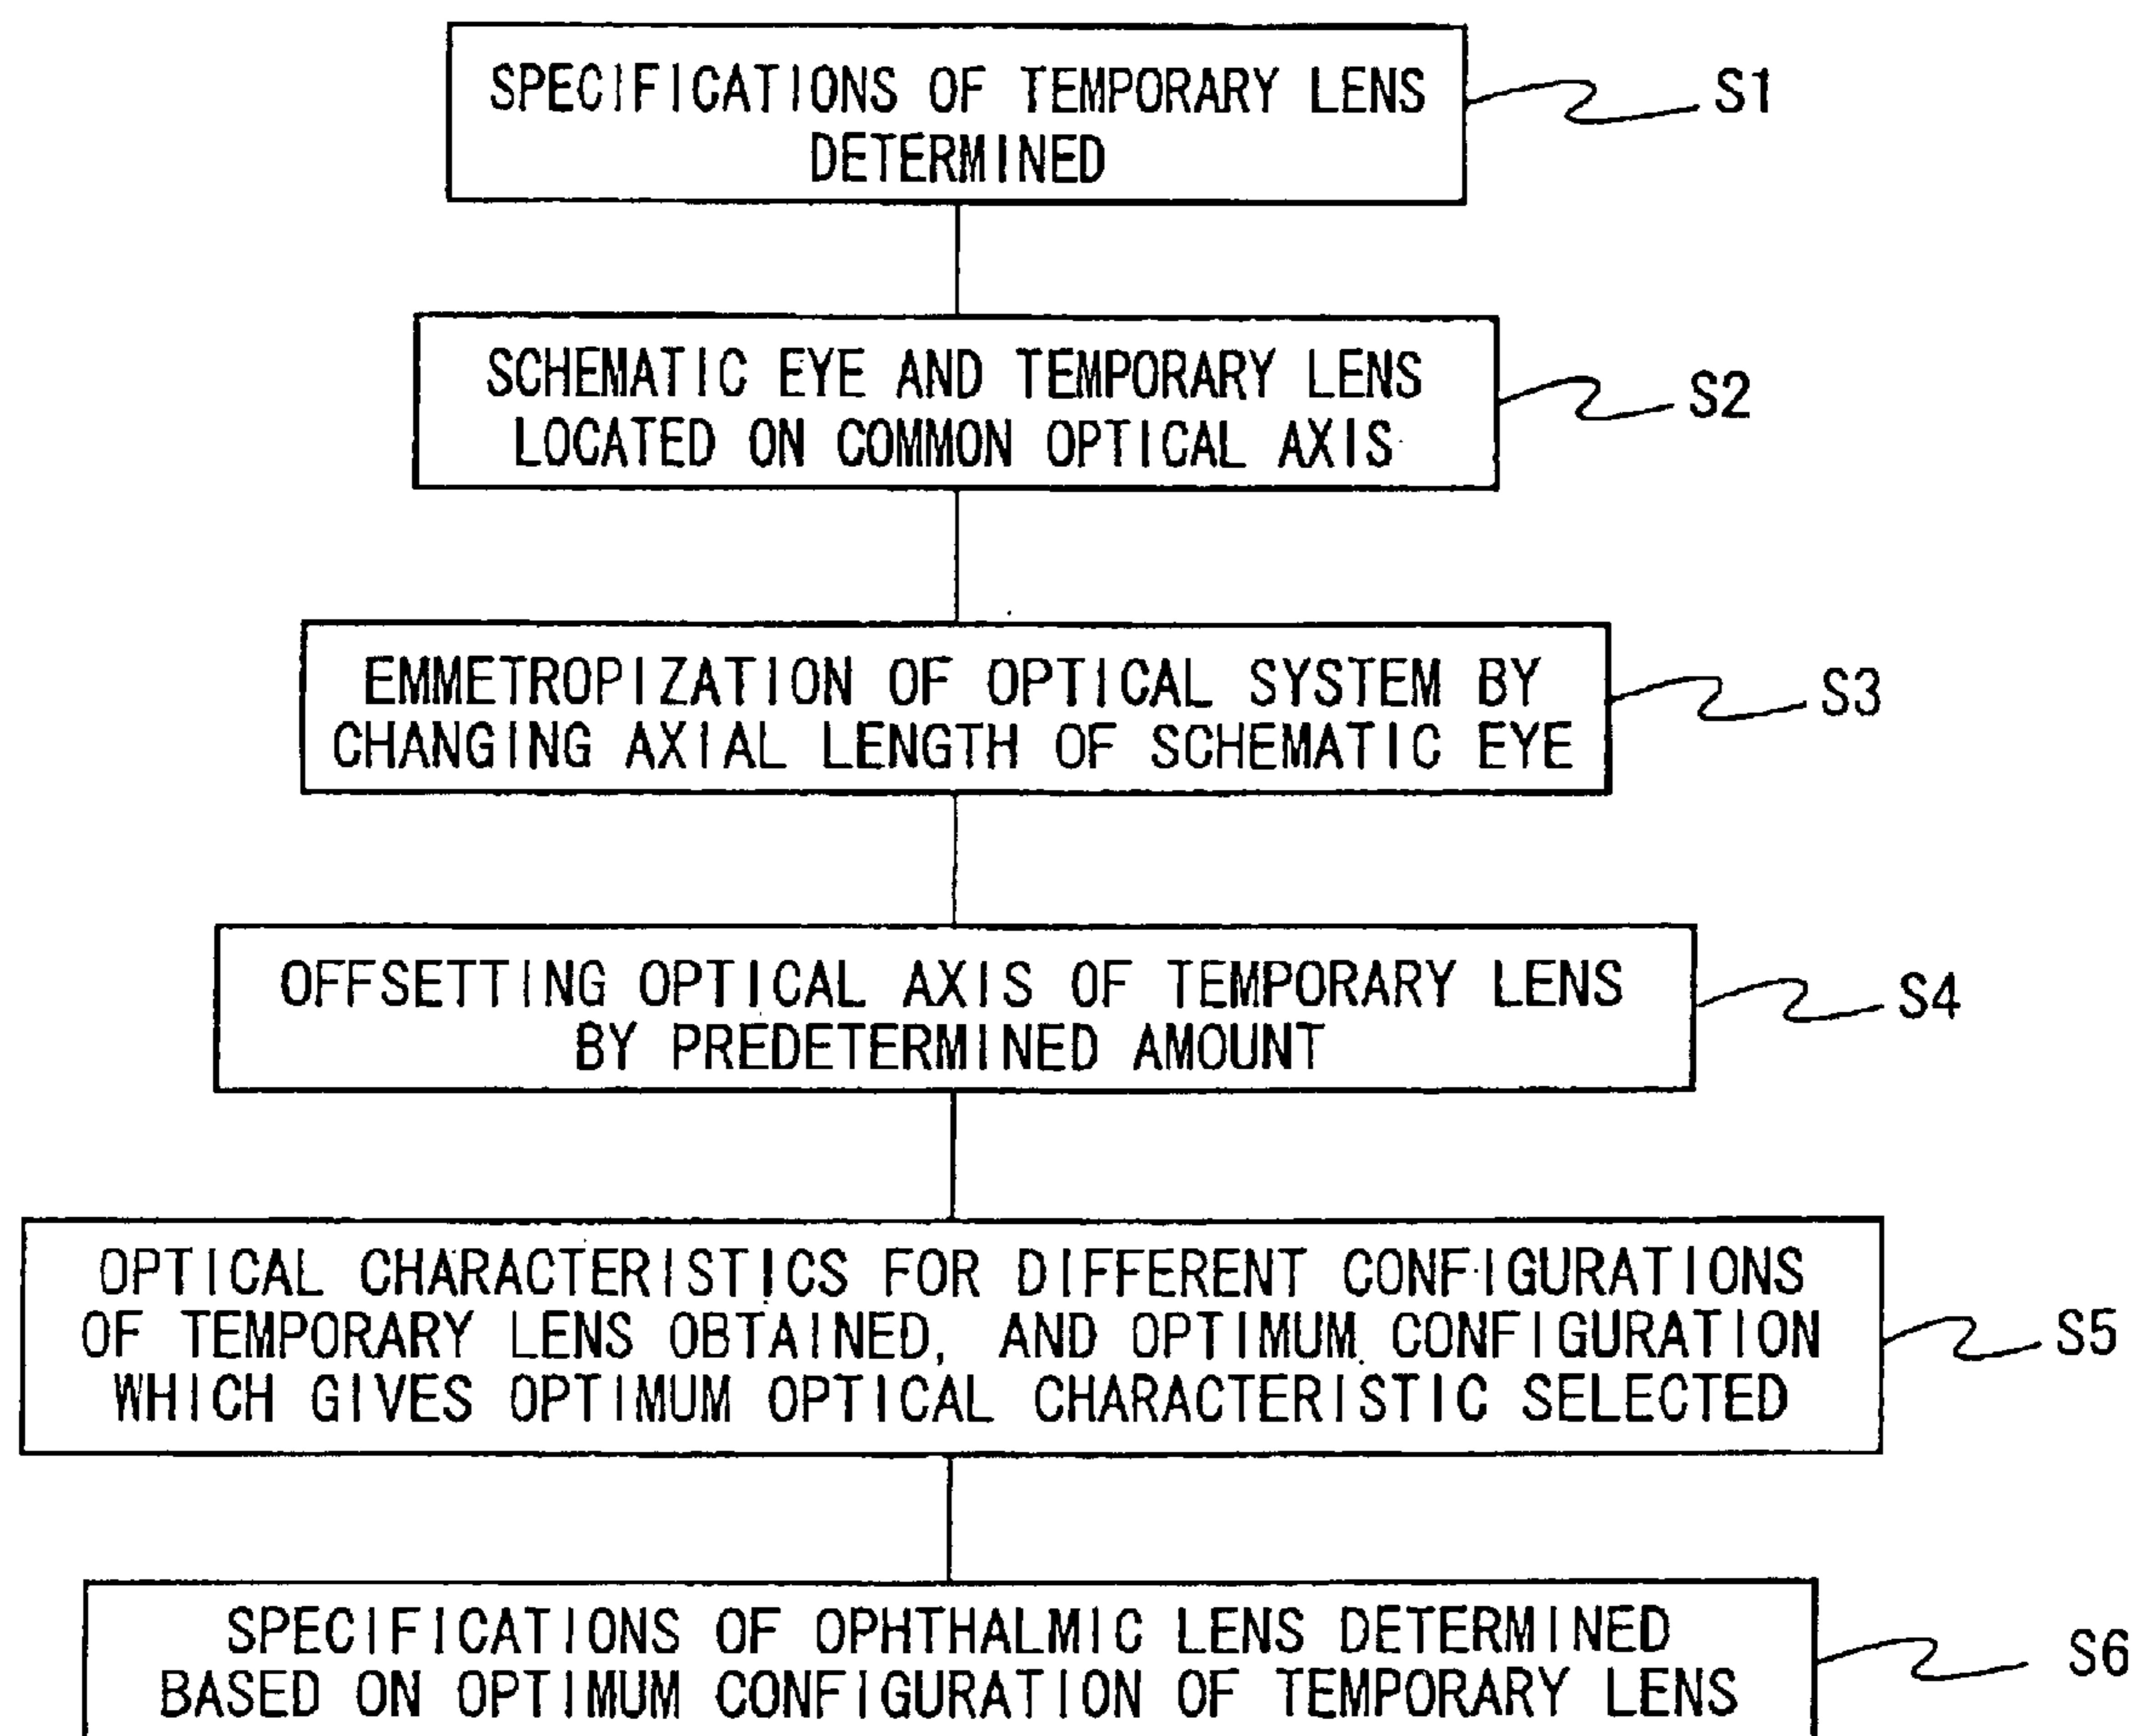 SPECIFICATIONS OF TEMPORARY LENS
DETERMINED
S1
SCHEMATIC EYE AND TEMPORARY LENS
LOCATED ON COMMON OPTICAL AXIS
S2
EMMETROPIZATION OF OPTICAL SYSTEM BY
CHANGING AXIAL LENGTH OF SCHEMATIC EYE
S3
OFFSETTING OPTICAL AXIS OF TEMPORARY LENS
BY PREDETERMINED AMOUNT
S4
OPTICAL CHARACTERISTICS FOR DIFFERENT CONFIGURATIONS
OF TEMPORARY LENS OBTAINED, AND OPTIMUM CONFIGURATION
WHICH GIVES OPTIMUM OPTICAL CHARACTERISTIC SELECTED
S5
SPECIFICATIONS OF OPHTHALMIC LENS DETERMINED
BASED ON OPTIMUM CONFIGURATION OF TEMPORARY LENS
S6